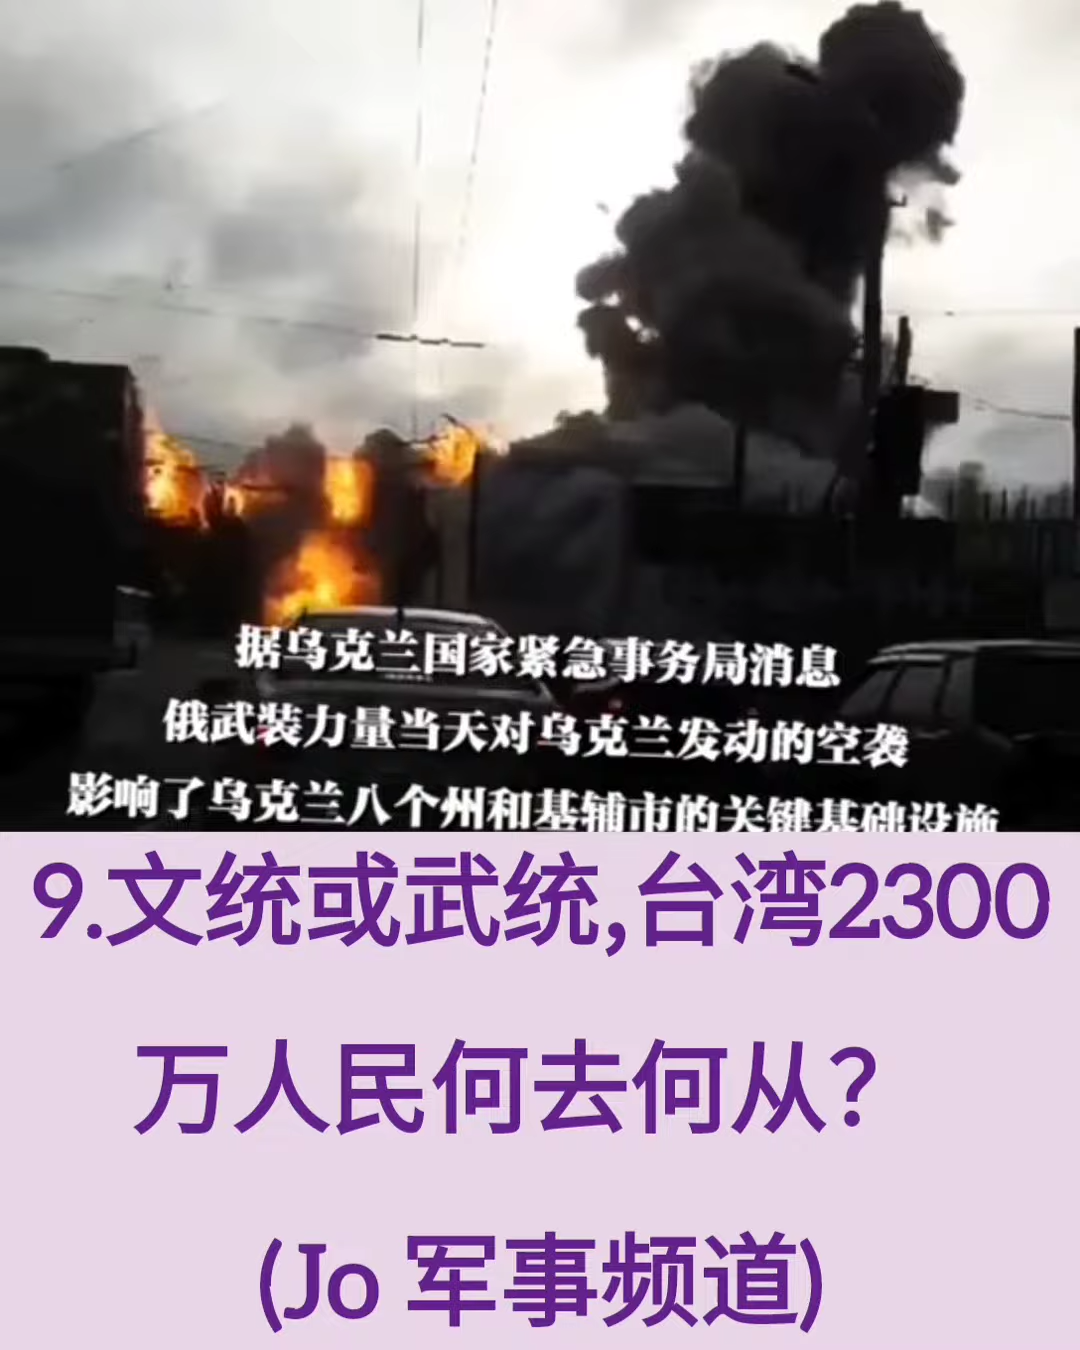 据乌克兰国家紧急事务局消息
俄武装力量当天对乌克兰发动的空袭
影响了乌克兰八个州和基辅市的关键基础设施
9.文统或武统,台湾2300
万人民何去何从?
(Jo 军事频道)